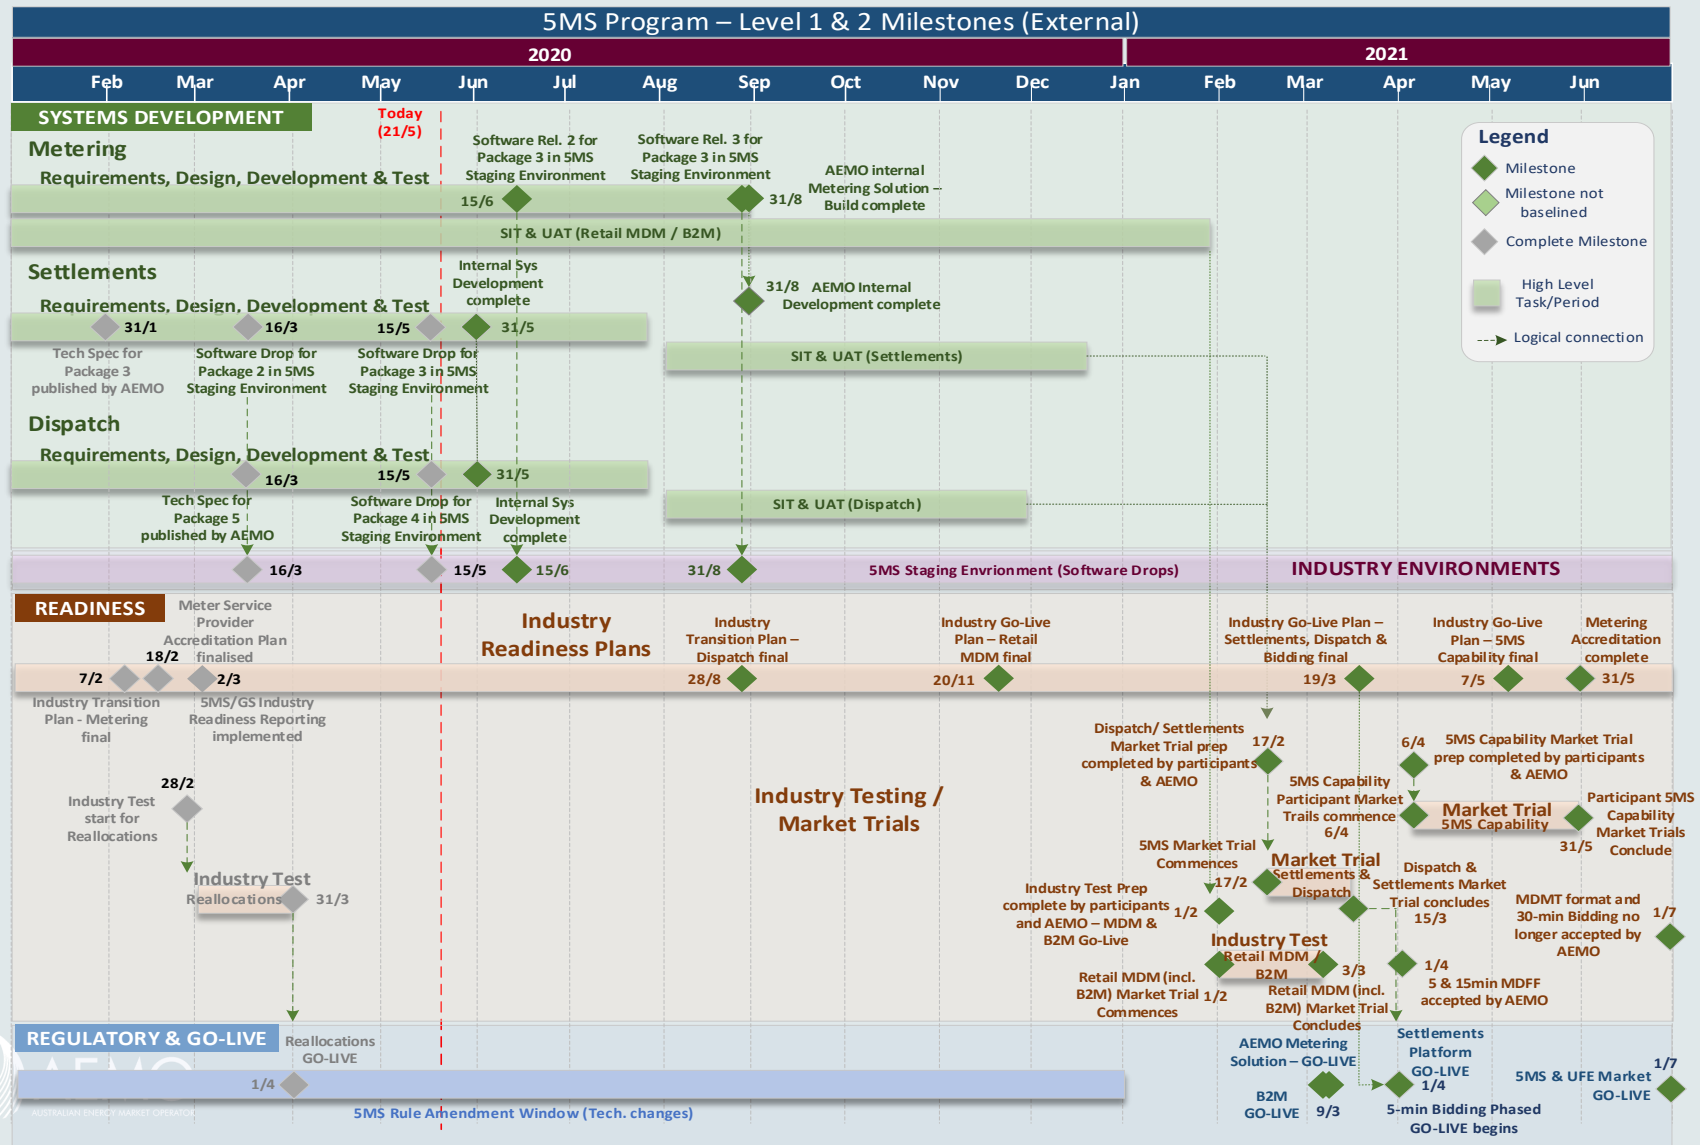 5MS Program – Level 1 & 2 Milestones (External)
2020
2021
Feb Mar Apr May Jun Jul Aug Sep Oct Nov Dec Jan Feb Mar Apr May Jun
SYSTEMS DEVELOPMENT
Today
(21/5)
Metering
Requirements, Design, Development & Test
Software Rel. 2 for
Package 3 in 5MS
Staging Environment
15/6
Software Rel. 3 for
Package 3 in 5MS
Staging Environment
31/8
AEMO internal
Metering Solution –
Build complete
SIT & UAT (Retail MDM / B2M)
Legend
Milestone
Milestone not
baselined
Complete Milestone
High Level
Task/Period
Logical connection
Settlements
Requirements, Design, Development & Test
Internal Sys
Development
complete
31/8
AEMO Internal
Development complete
31/1
16/3
15/5
31/5
Tech Spec for
Package 3
published by AEMO
Software Drop for
Package 2 in 5MS
Staging Environment
Software Drop for
Package 3 in 5MS
Staging Environment
SIT & UAT (Settlements)
Dispatch
Requirements, Design, Development & Test
16/3
15/5
31/5
Tech Spec for
Package 5
published by AEMO
Software Drop for
Package 4 in 5MS
Staging Environment
Internal Sys
Development
complete
SIT & UAT (Dispatch)
16/3
15/5
15/6
31/8
5MS Staging Envrionment (Software Drops)
INDUSTRY ENVIRONMENTS
READINESS
Meter Service
Provider
Accreditation Plan
finalised
18/2
7/2
2/3
Industry Transition
Plan - Metering
final
5MS/GS Industry
Readiness Reporting
implemented
Industry
Readiness Plans
Industry
Transition Plan –
Dispatch final
28/8
Industry Go-Live
Plan – Retail
MDM final
20/11
Industry Go-Live Plan –
Settlements, Dispatch &
Bidding final
19/3
Industry Go-Live
Plan – 5MS
Capability final
7/5
Metering
Accreditation
complete
31/5
28/2
Industry Test
start for
Reallocations
Industry Test
Reallocations
31/3
Industry Testing /
Market Trials
Dispatch/ Settlements
Market Trial prep
completed by participants
& AEMO
17/2
6/4
5MS Capability Market Trial
prep completed by participants
& AEMO
5MS Capability
Participant Market
Trails commence
6/4
Market Trial
5MS Capability
31/5
Participant 5MS
Capability
Market Trials
Conclude
5MS Market Trial
Commences
17/2
Market Trial
Settlements &
Dispatch
Dispatch &
Settlements Market
Trial concludes
15/3
Industry Test Prep
complete by participants
and AEMO – MDM &
B2M Go-Live
1/2
MDMT format and
30-min Bidding no
longer accepted by
AEMO
1/7
Industry Test
Retail MDM /
B2M
Retail MDM (incl.
B2M) Market Trial
Commences
1/2
3/3
Retail MDM (incl.
B2M) Market Trial
Concludes
1/4
5 & 15min MDFF
accepted by AEMO
REGULATORY & GO-LIVE
AEMO
AUSTRALIAN ENERGY MARKET OPERATOR
Reallocations
GO-LIVE
1/4
5MS Rule Amendment Window (Tech. changes)
AEMO Metering
Solution – GO-LIVE
B2M
GO-LIVE
9/3
Settlements
Platform
GO-LIVE
1/4
5-min Bidding Phased
GO-LIVE begins
5MS & UFE Market
GO-LIVE
1/7